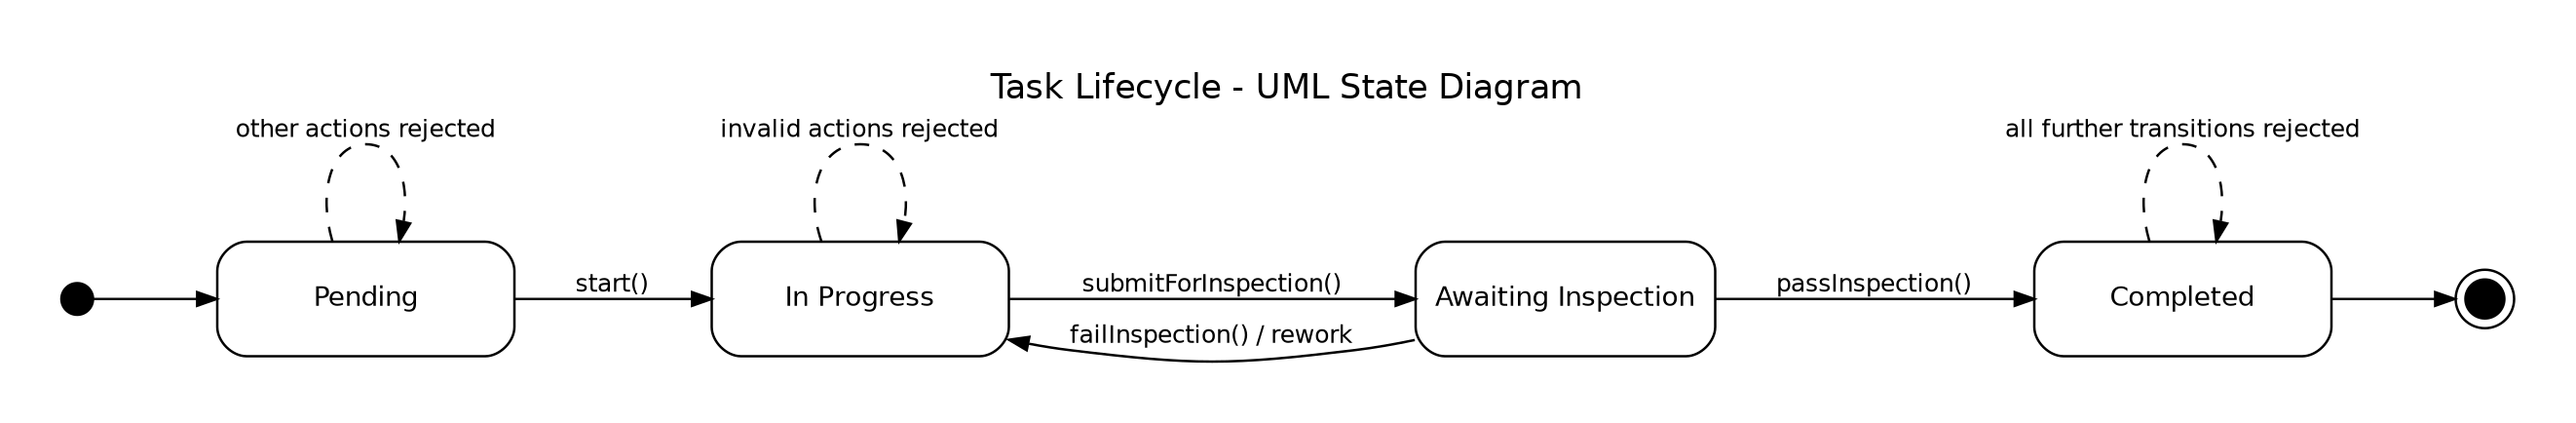 Task Lifecycle - UML State Diagram
other actions rejected
invalid actions rejected
all further transitions rejected
Pending
start()
In Progress
submitForInspection()
failInspection() / rework
Awaiting Inspection
passInspection()
Completed